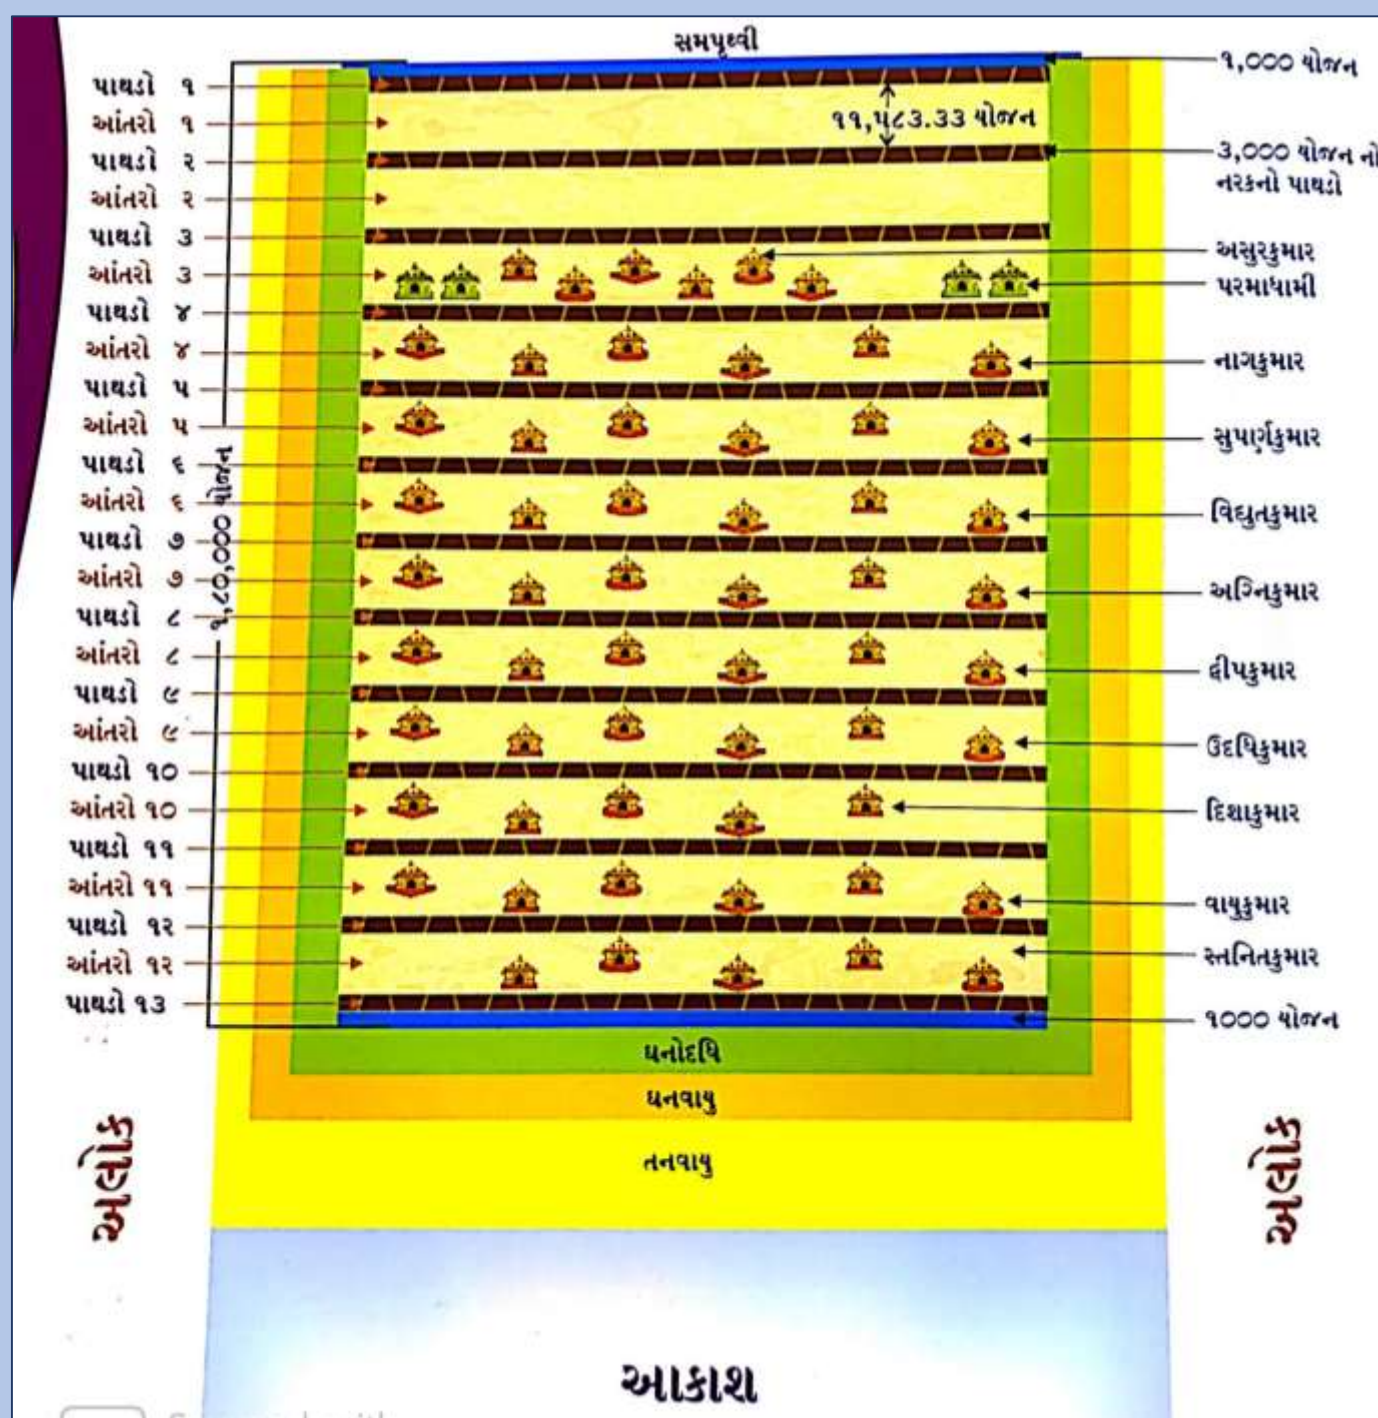 સમપૃથ્વી
પાથડો ૧
આંતરો ૧
પાથડો ૨
આંતરો ૨
પાથડો ૩
આંતરો ૩
પાથડો ૪
આંતરો ૪
પાથડો ૫
આંતરો ૫
પાથડો ૬
આંતરો ૬
પાથડો ૭
આંતરો ૭
પાથડો ૮
આંતરો ૮
પાથડો ૯
આંતરો ૯
પાથડો ૧૦
આંતરો ૧૦
પાથડો ૧૧
આંતરો ૧૧
પાથડો ૧૨
આંતરો ૧૨
પાથડો ૧૩
૧,૮૦,૦૦૦ યોજન
૧૧,૫૮૩.૩૩ યોજન
૧,૦૦૦ યોજન
૩,૦૦૦ યોજન નો
નરકનો પાથડો
અસુરકુમાર
પરમાધામી
નાગકુમાર
સુપર્ણકુમાર
વિદ્યુતકુમાર
અગ્નિકુમાર
દ્વીપકુમાર
ઉદધિકુમાર
દિશાકુમાર
વાયુકુમાર
સ્તનિતકુમાર
૧૦૦૦ યોજન
ઘનોદધિ
ઘનવાયુ
તનવાયુ
અલોક
અલોક
આકાશ